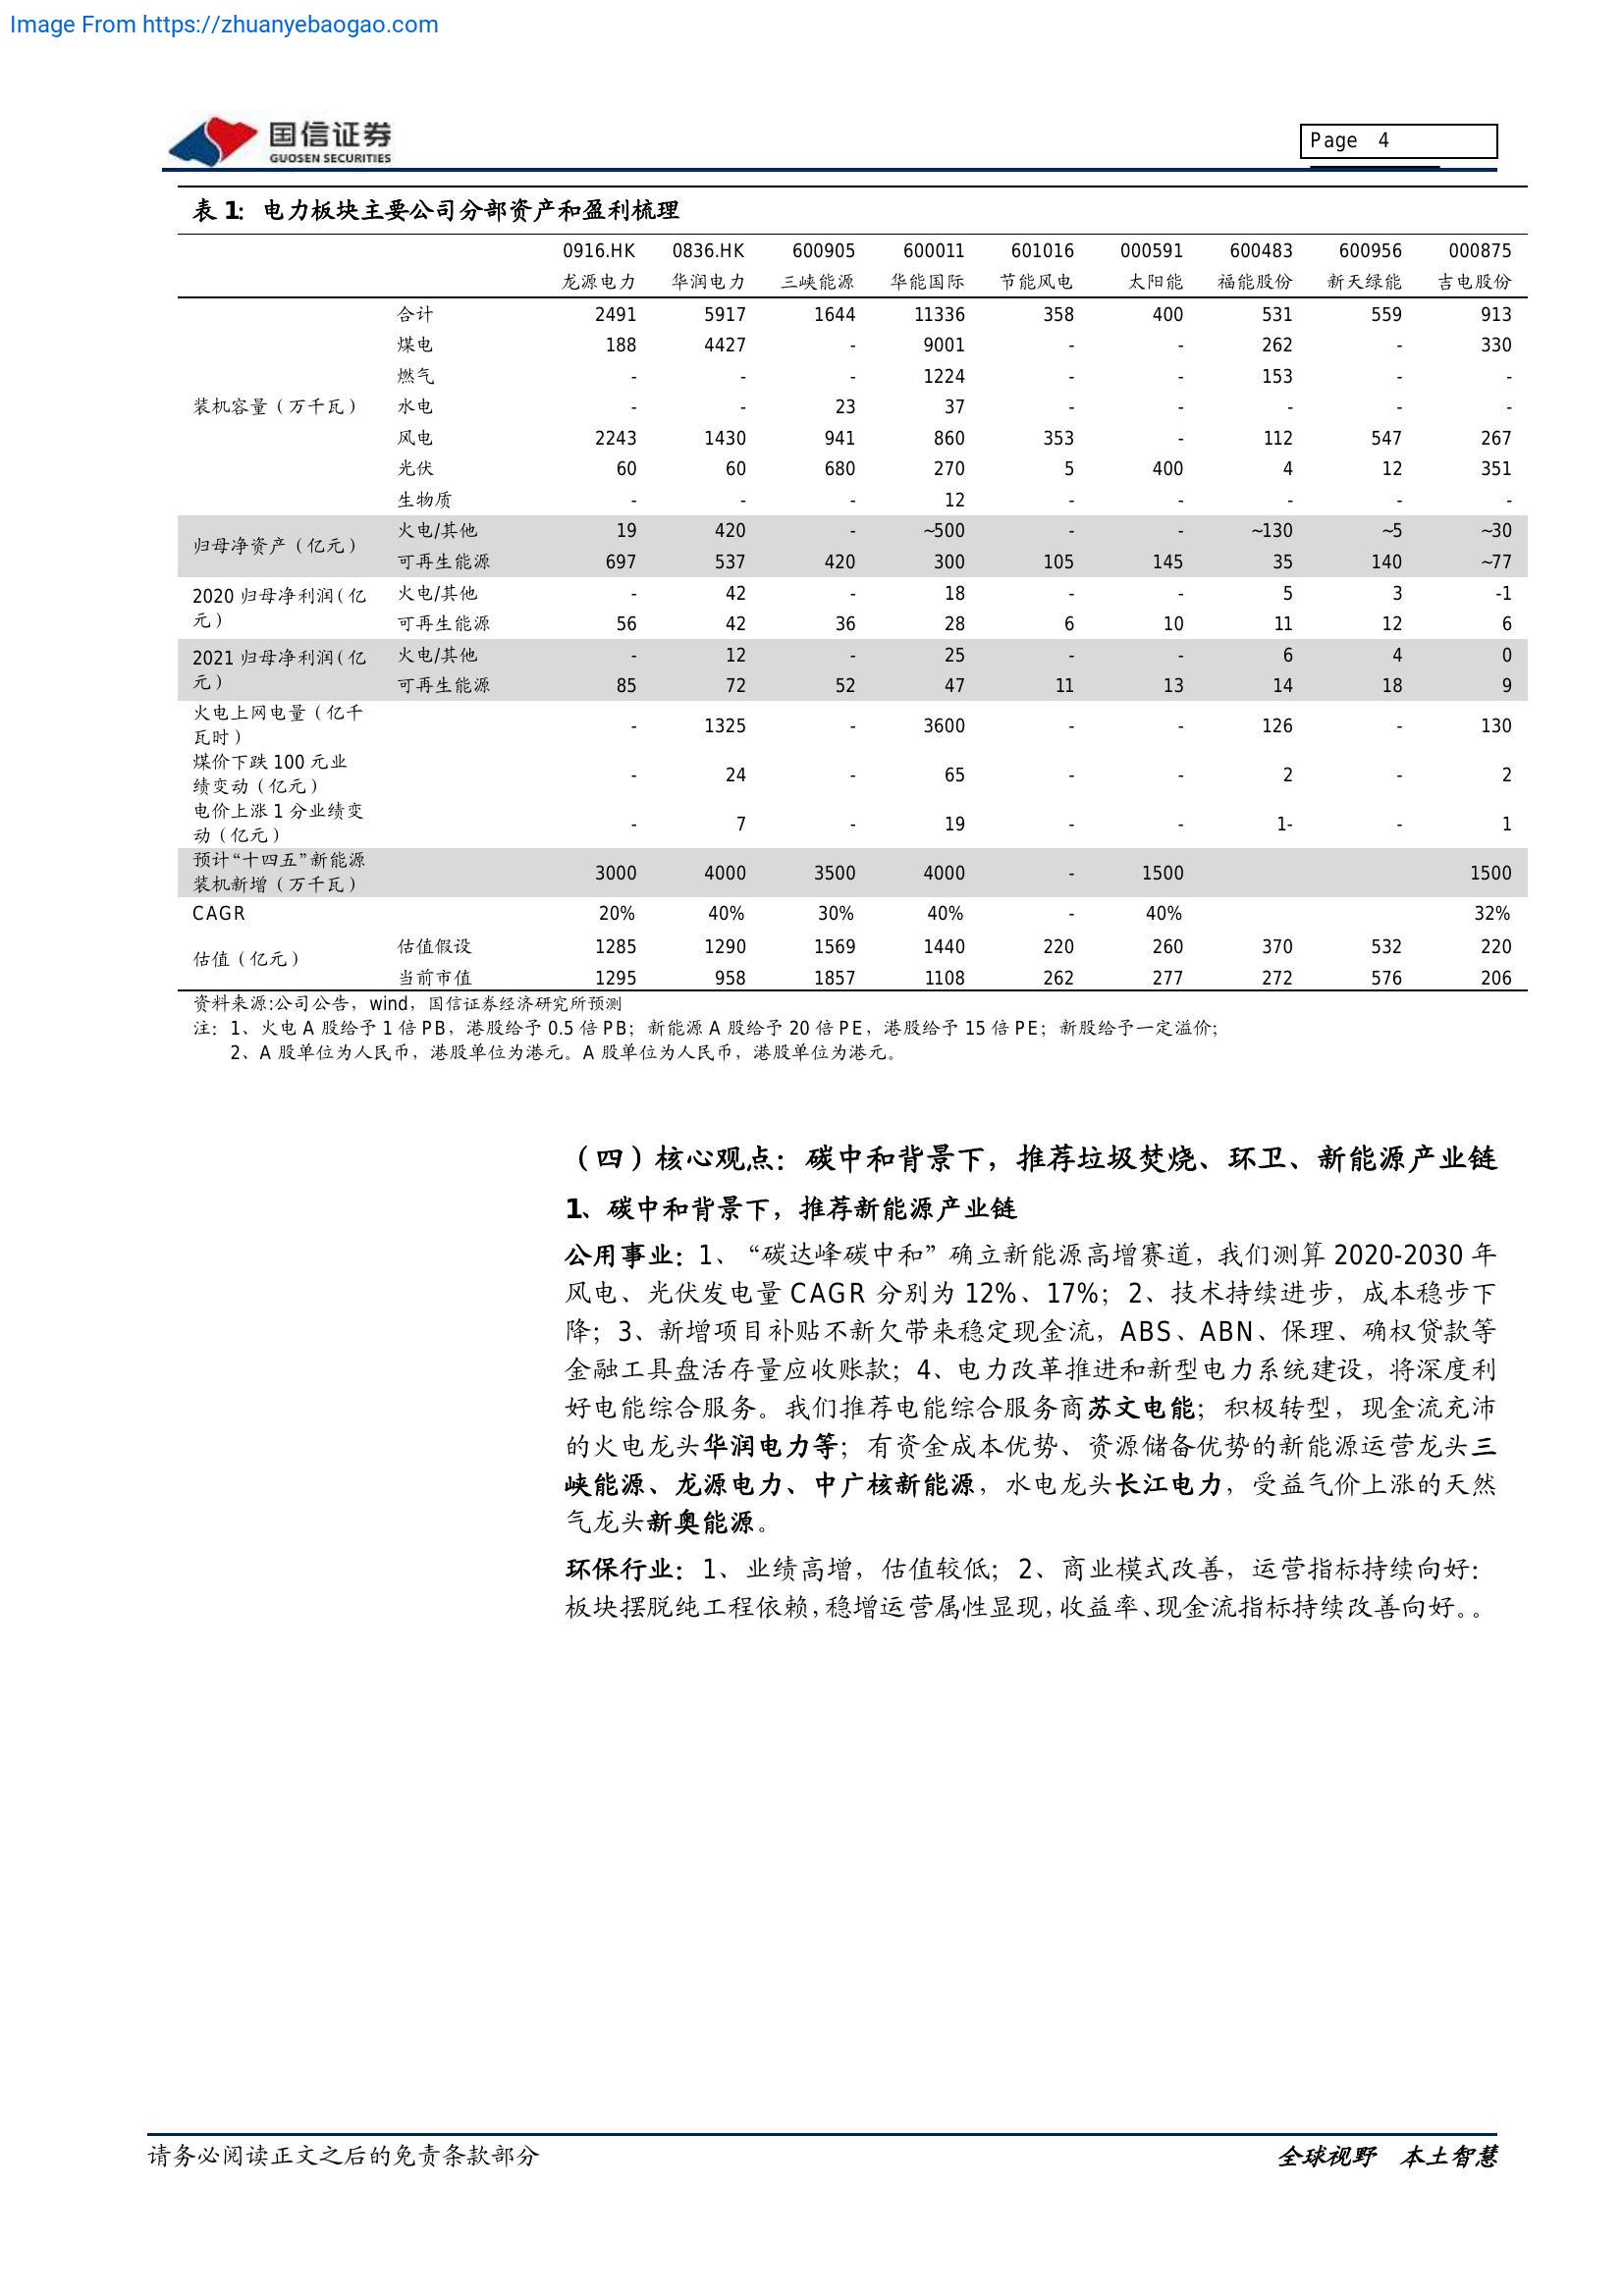 Image From https://zhuanyebaogao.com
国信证券
GUOSEN SECURITIES
Page 4
表 1：电力板块主要公司分部资产和盈利梳理
0916.HK 0836.HK 600905 600011 601016 000591 600483 600956 000875
龙源电力 华润电力 三峡能源 华能国际 节能风电 太阳能 福能股份 新天绿能 吉电股份
合计 2491 5917 1644 11336 358 400 531 559 913
煤电 188 4427 - 9001 - - 262 - 330
燃气 - - - 1224 - - 153 - -
装机容量（万千瓦） 水电 - - 23 37 - - - - -
风电 2243 1430 941 860 353 - 112 547 267
光伏 60 60 680 270 5 400 4 12 351
生物质 - - - 12 - - - - -
归母净资产（亿元） 火电/其他 19 420 - ~500 - - ~130 ~5 ~30
可再生能源 697 537 420 300 105 145 35 140 ~77
2020 归母净利润（亿 火电/其他 - 42 - 18 - - 5 3 -1
元） 可再生能源 56 42 36 28 6 10 11 12 6
2021 归母净利润（亿 火电/其他 - 12 - 25 - - 6 4 0
元） 可再生能源 85 72 52 47 11 13 14 18 9
火电上网电量（亿千
瓦时） - 1325 - 3600 - - 126 - 130
煤价下跌 100 元业
绩变动（亿元） - 24 - 65 - - 2 - 2
电价上涨 1 分业绩变
动（亿元） - 7 - 19 - - 1- - 1
预计“十四五”新能源
装机新增（万千瓦） 3000 4000 3500 4000 - 1500 1500
CAGR 20% 40% 30% 40% - 40% 32%
估值（亿元） 估值假设 1285 1290 1569 1440 220 260 370 532 220
当前市值 1295 958 1857 1108 262 277 272 576 206
资料来源:公司公告，wind，国信证券经济研究所预测
注：1、火电 A 股给予 1 倍 PB，港股给予 0.5 倍 PB；新能源 A 股给予 20 倍 PE，港股给予 15 倍 PE；新股给予一定溢价；
2、A 股单位为人民币，港股单位为港元。A 股单位为人民币，港股单位为港元。
（四）核心观点：碳中和背景下，推荐垃圾焚烧、环卫、新能源产业链
1、碳中和背景下，推荐新能源产业链
公用事业：1、“碳达峰碳中和”确立新能源高增赛道，我们测算 2020-2030 年
风电、光伏发电量 CAGR 分别为 12%、17%；2、技术持续进步，成本稳步下
降；3、新增项目补贴不新欠带来稳定现金流，ABS、ABN、保理、确权贷款等
金融工具盘活存量应收账款；4、电力改革推进和新型电力系统建设，将深度利
好电能综合服务。我们推荐电能综合服务商苏文电能；积极转型，现金流充沛
的火电龙头华润电力等；有资金成本优势、资源储备优势的新能源运营龙头三
峡能源、龙源电力、中广核新能源，水电龙头长江电力，受益气价上涨的天然
气龙头新奥能源。
环保行业：1、业绩高增，估值较低；2、商业模式改善，运营指标持续向好：
板块摆脱纯工程依赖，稳增运营属性显现，收益率、现金流指标持续改善向好。。
请务必阅读正文之后的免责条款部分
全球视野 本土智慧